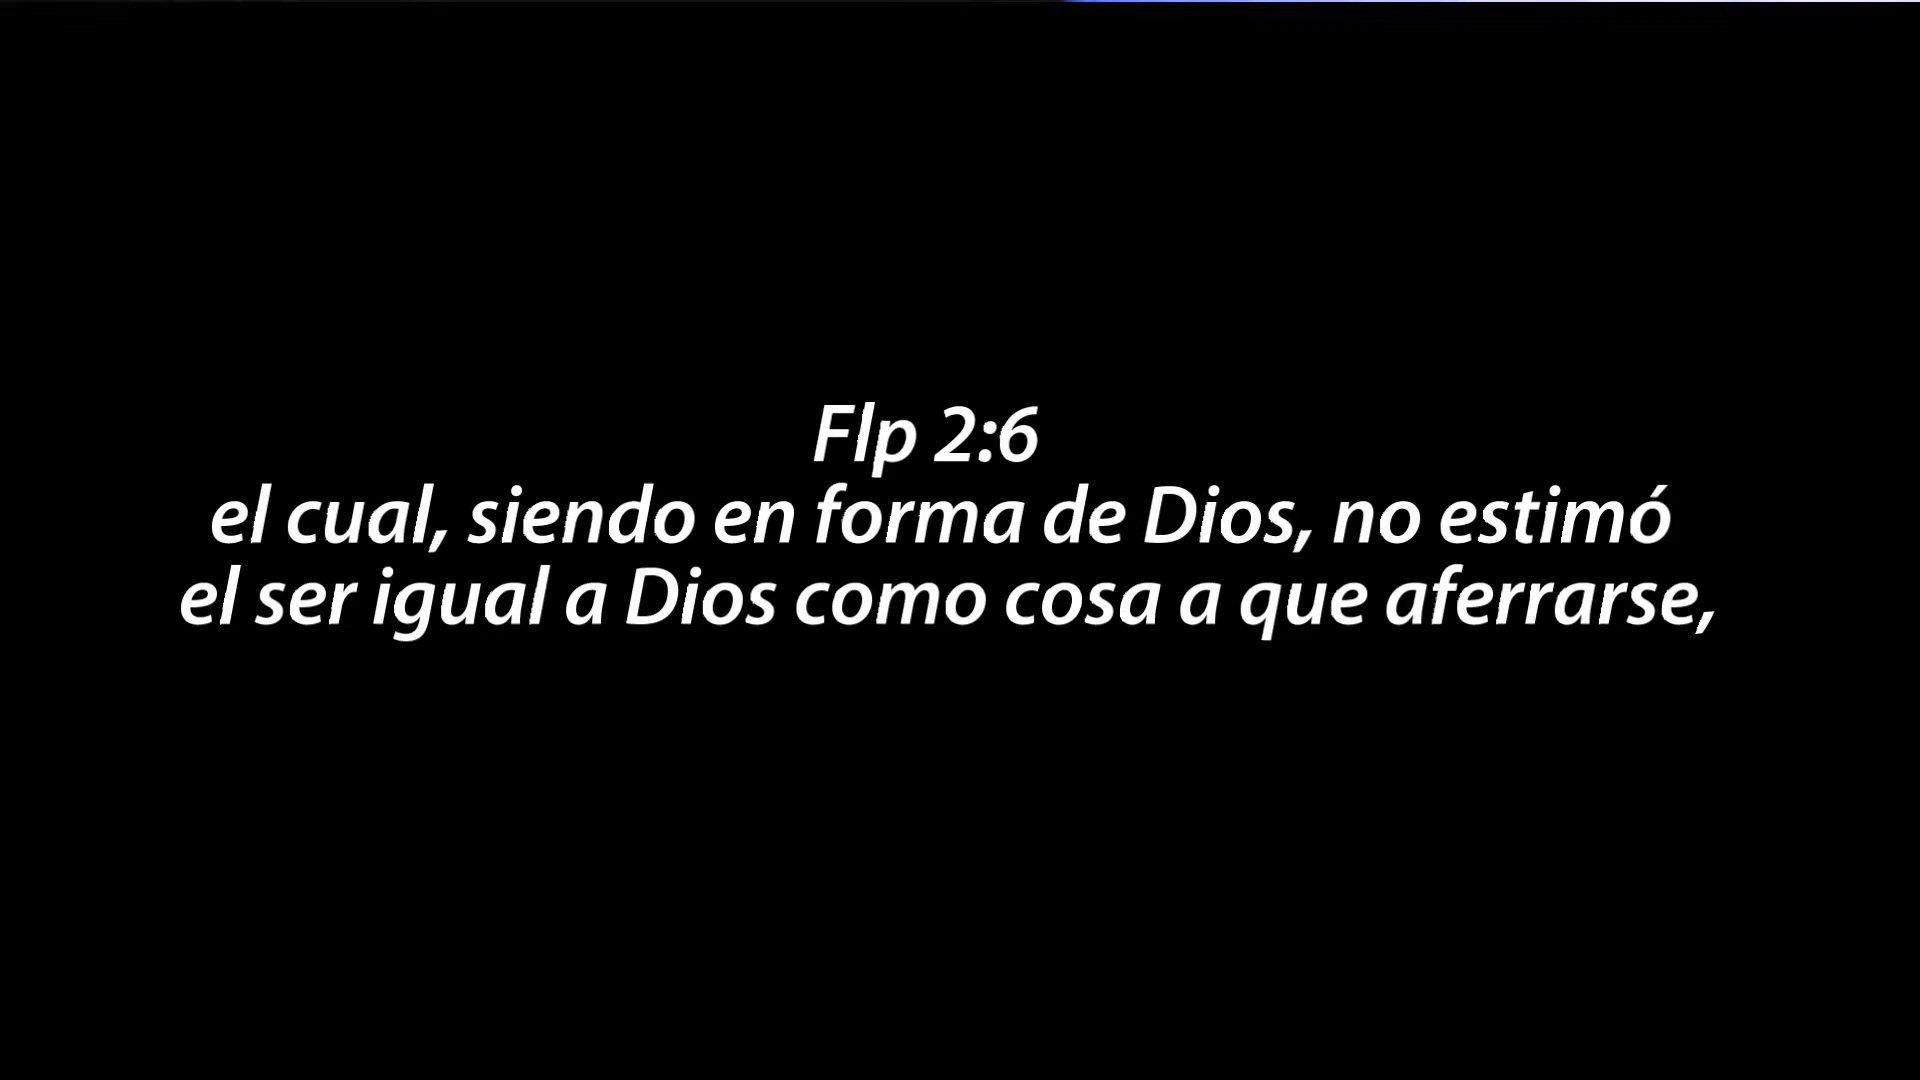 Flp 2:6
el cual, siendo en forma de Dios, no estimó
el ser igual a Dios como cosa a que aferrarse,